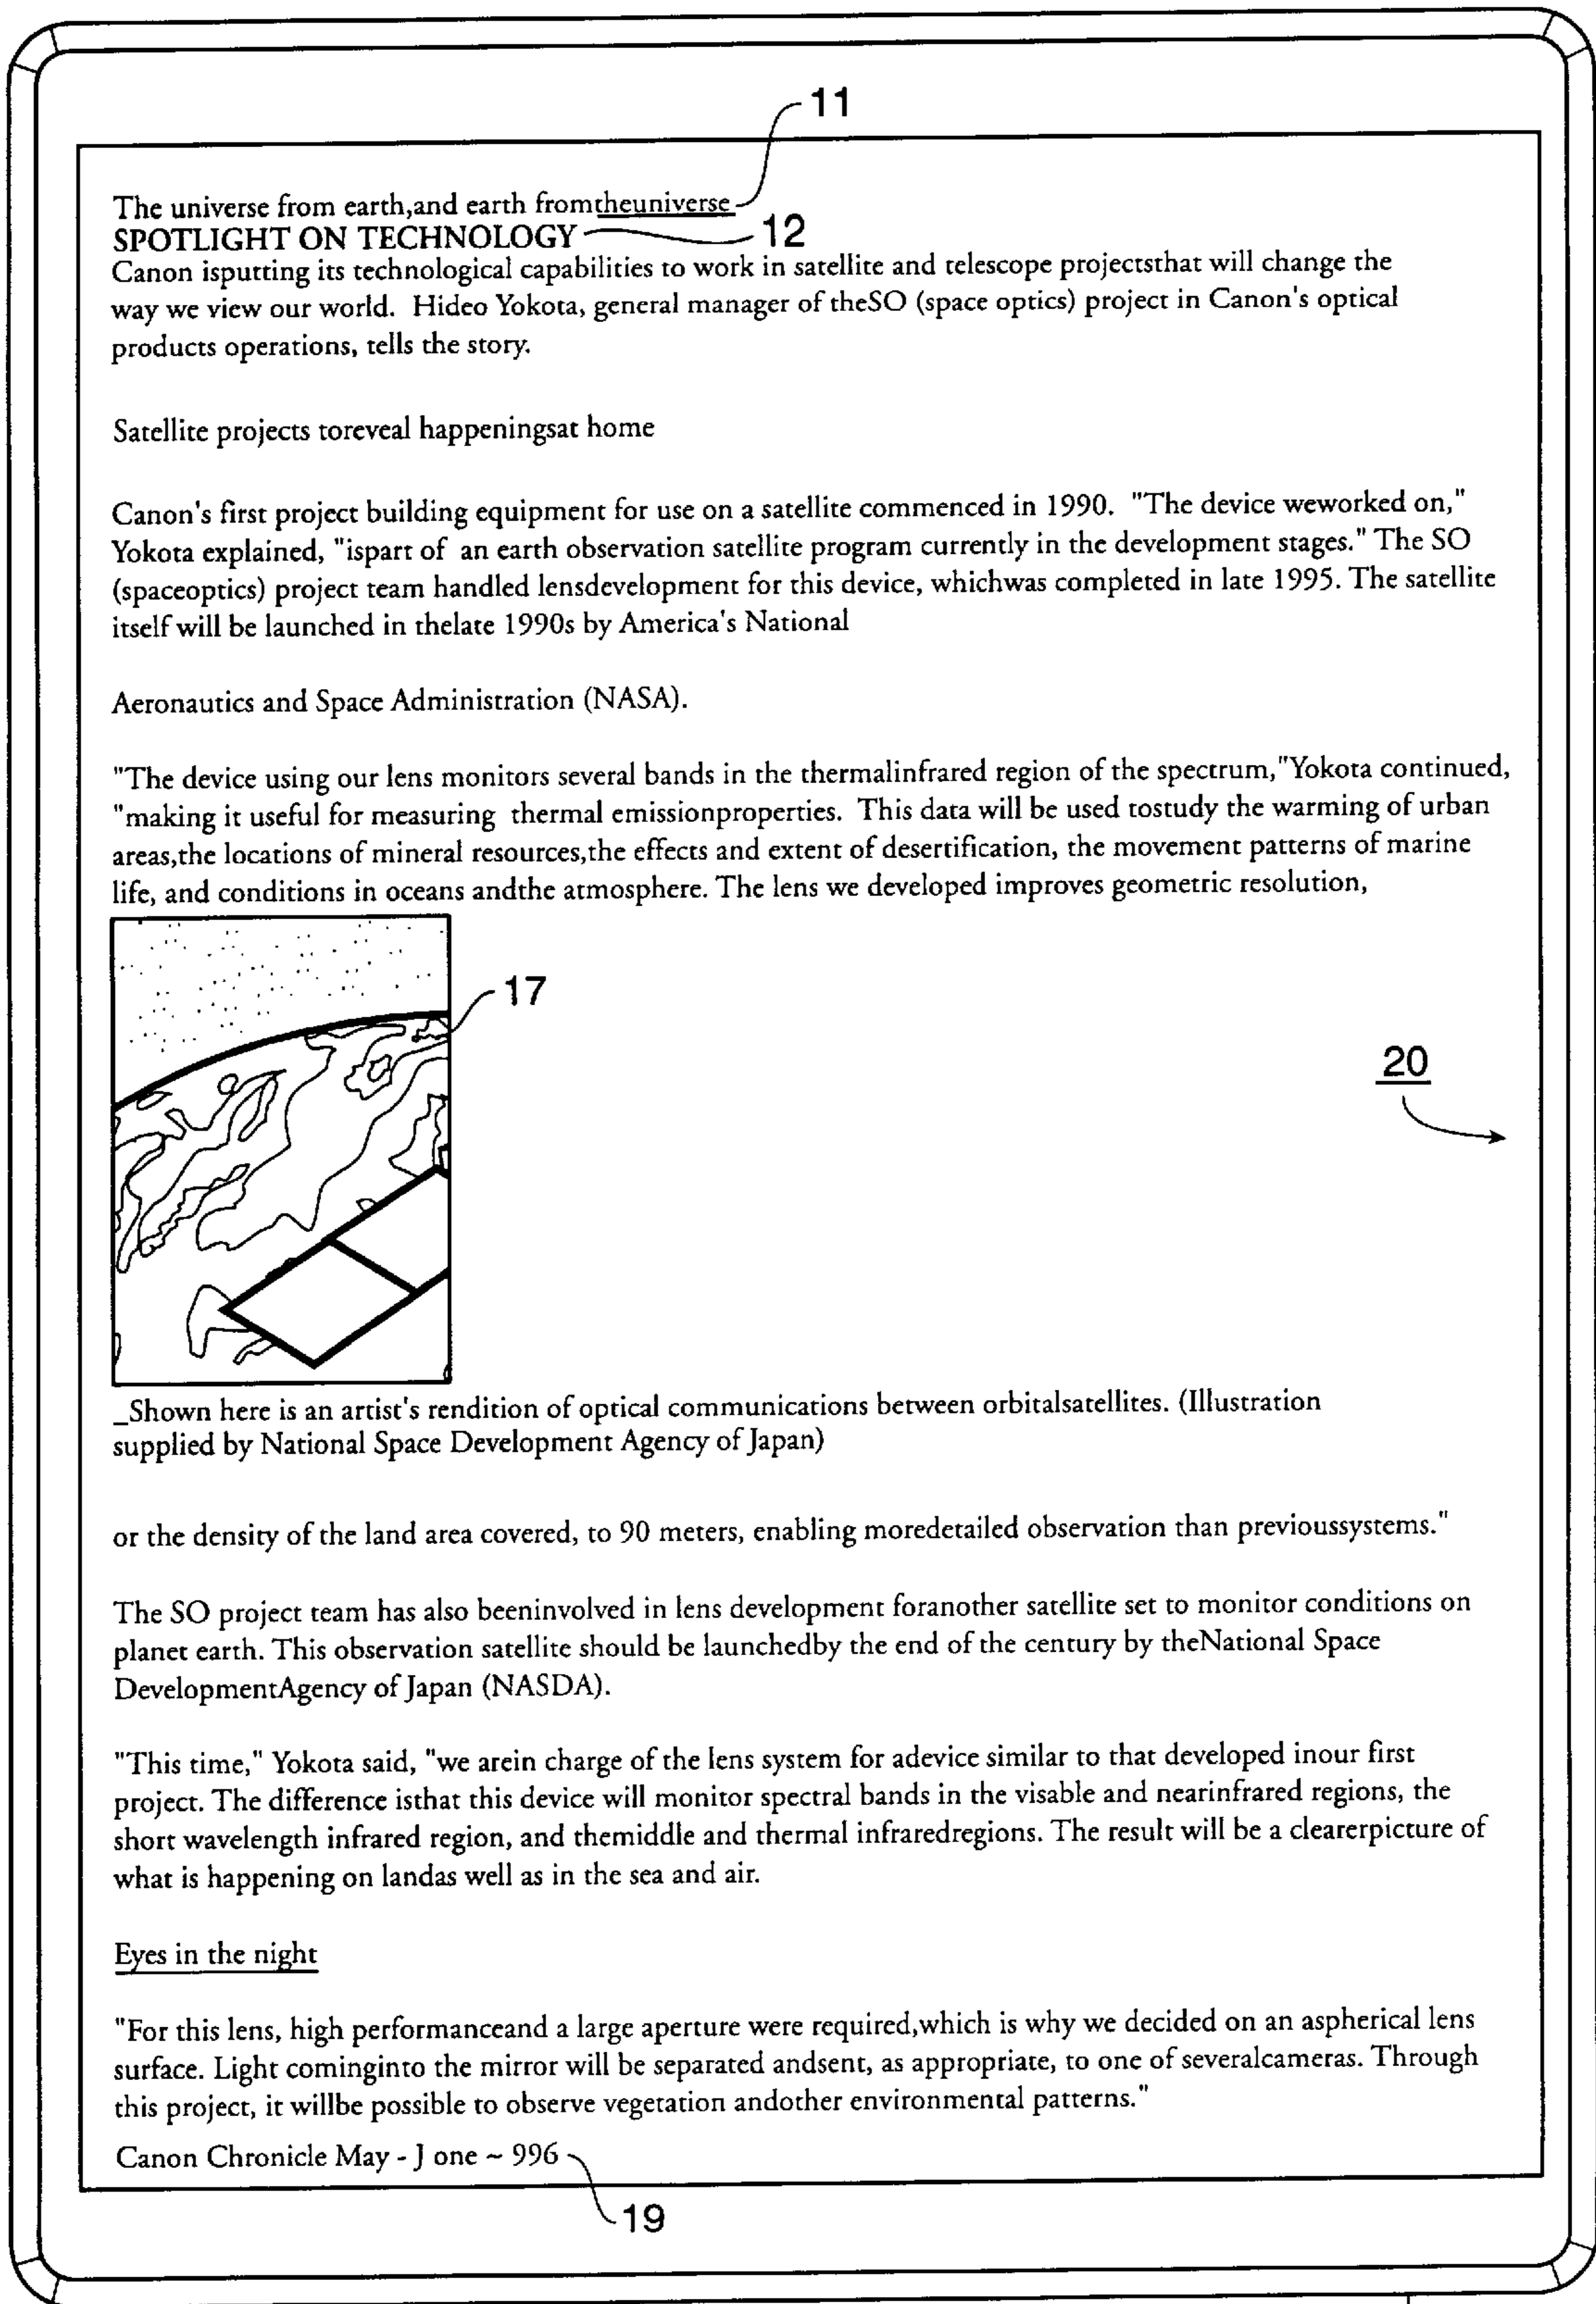 11
The universe from earth,and earth fromtheuniverse
SPOTLIGHT ON TECHNOLOGY
12
Canon isputting its technological capabilities to work in satellite and telescope projectsthat will change the
way we view our world. Hideo Yokota, general manager of theSO (space optics) project in Canon's optical
products operations, tells the story.
Satellite projects toreveal happeningsat home
Canon's first project building equipment for use on a satellite commenced in 1990. "The device weworked on,"
Yokota explained, "ispart of an earth observation satellite program currently in the development stages." The SO
(spaceoptics) project team handled lensdevelopment for this device, whichwas completed in late 1995. The satellite
itself will be launched in thelate 1990s by America's National
Aeronautics and Space Administration (NASA).
"The device using our lens monitors several bands in the thermalinfrared region of the spectrum,"Yokota continued,
"making it useful for measuring thermal emissionproperties. This data will be used tostudy the warming of urban
areas,the locations of mineral resources,the effects and extent of desertification, the movement patterns of marine
life, and conditions in oceans andthe atmosphere. The lens we developed improves geometric resolution,
17
20
_Shown here is an artist's rendition of optical communications between orbitalsatellites. (Illustration
supplied by National Space Development Agency of Japan)
or the density of the land area covered, to 90 meters, enabling moredetailed observation than previoussystems."
The SO project team has also beeninvolved in lens development foranother satellite set to monitor conditions on
planet earth. This observation satellite should be launchedby the end of the century by theNational Space
DevelopmentAgency of Japan (NASDA).
"This time," Yokota said, "we arein charge of the lens system for adevice similar to that developed inour first
project. The difference isthat this device will monitor spectral bands in the visable and nearinfrared regions, the
short wavelength infrared region, and themiddle and thermal infraredregions. The result will be a clearerpicture of
what is happening on landas well as in the sea and air.
Eyes in the night
"For this lens, high performanceand a large aperture were required,which is why we decided on an aspherical lens
surface. Light cominginto the mirror will be separated andsent, as appropriate, to one of severalcameras. Through
this project, it willbe possible to observe vegetation andother environmental patterns."
Canon Chronicle May - J one ~ 996
19